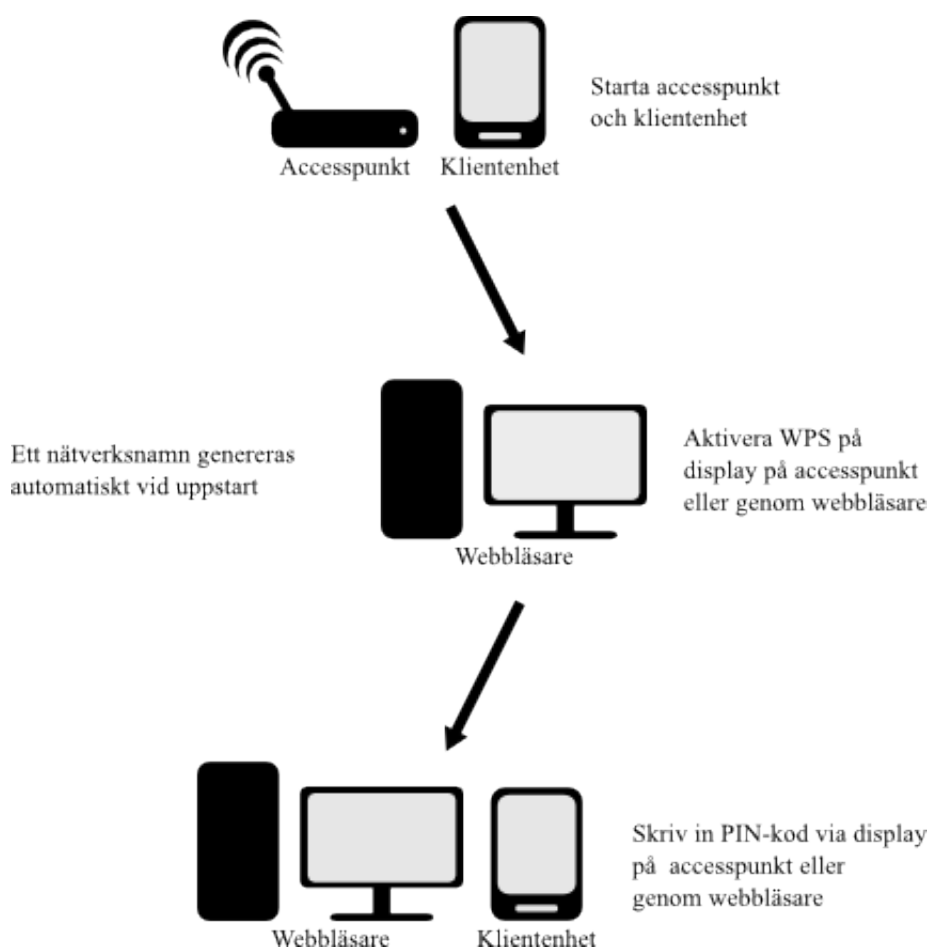 Starta accesspunkt
och klientenhet
Accesspunkt
Klientenhet
Ett nätverksnamn genereras
automatiskt vid uppstart
Aktivera WPS på
display på accesspunkt
eller genom webbläsare
Webbläsare
Skriv in PIN-kod via display
på accesspunkt eller
genom webbläsare
Webbläsare
Klientenhet